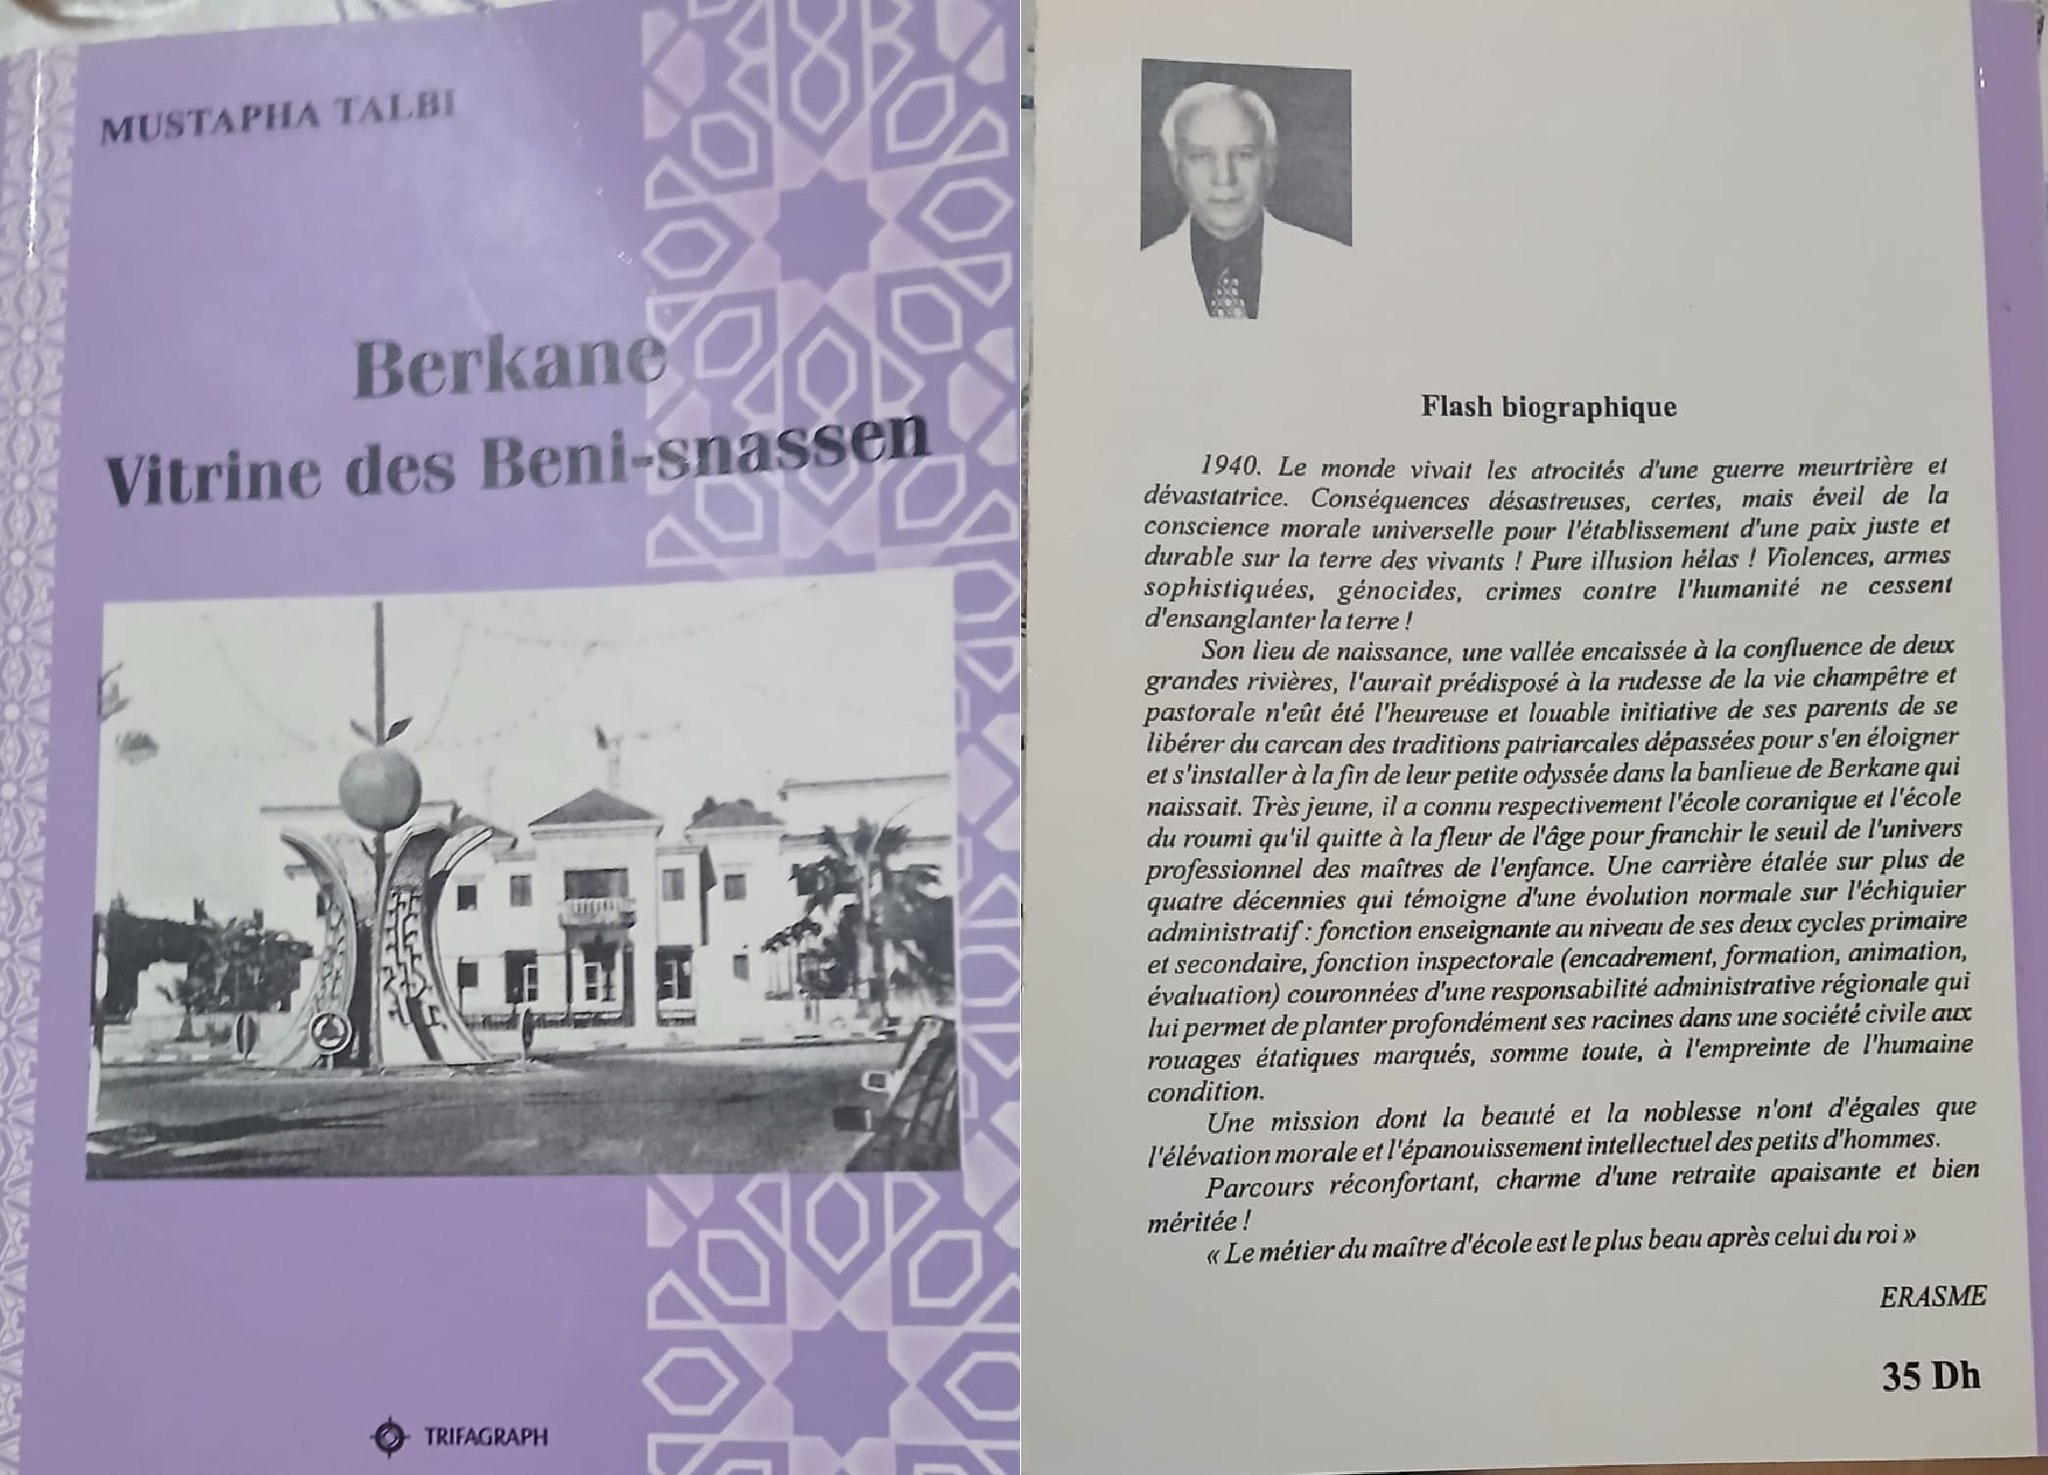 MUSTAPHA TALBI
Berkane
Vitrine des Beni-snassen
TRIFAGRAPH
Flash biographique
1940. Le monde vivait les atrocités d'une guerre meurtrière et
dévastatrice. Conséquences désastreuses, certes, mais éveil de la
conscience morale universelle pour l'établissement d'une paix juste et
durable sur la terre des vivants ! Pure illusion hélas ! Violences, armes
sophistiquées, génocides, crimes contre l'humanité ne cessent
d'ensanglanter la terre !
Son lieu de naissance, une vallée encaissée à la confluence de deux
grandes rivières, l'aurait prédisposé à la rudesse de la vie champêtre et
pastorale n'eût été l'heureuse et louable initiative de ses parents de se
libérer du carcan des traditions patriarcales dépassées pour s'en éloigner
et s'installer à la fin de leur petite odyssée dans la banlieue de Berkane qui
naissait. Très jeune, il a connu respectivement l'école coranique et l'école
du roumi qu'il quitte à la fleur de l'âge pour franchir le seuil de l'univers
professionnel des maîtres de l'enfance. Une carrière étalée sur plus de
quatre décennies qui témoigne d'une évolution normale sur l'échiquier
administratif : fonction enseignante au niveau de ses deux cycles primaire
et secondaire, fonction inspectorale (encadrement, formation, animation,
évaluation) couronnées d'une responsabilité administrative régionale qui
lui permet de planter profondément ses racines dans une société civile aux
rouages étatiques marqués, somme toute, à l'empreinte de l'humaine
condition.
Une mission dont la beauté et la noblesse n'ont d'égales que
l'élévation morale et l'épanouissement intellectuel des petits d'hommes.
Parcours réconfortant, charme d'une retraite apaisante et bien
méritée !
« Le métier du maître d'école est le plus beau après celui du roi »
ERASME
35 Dh